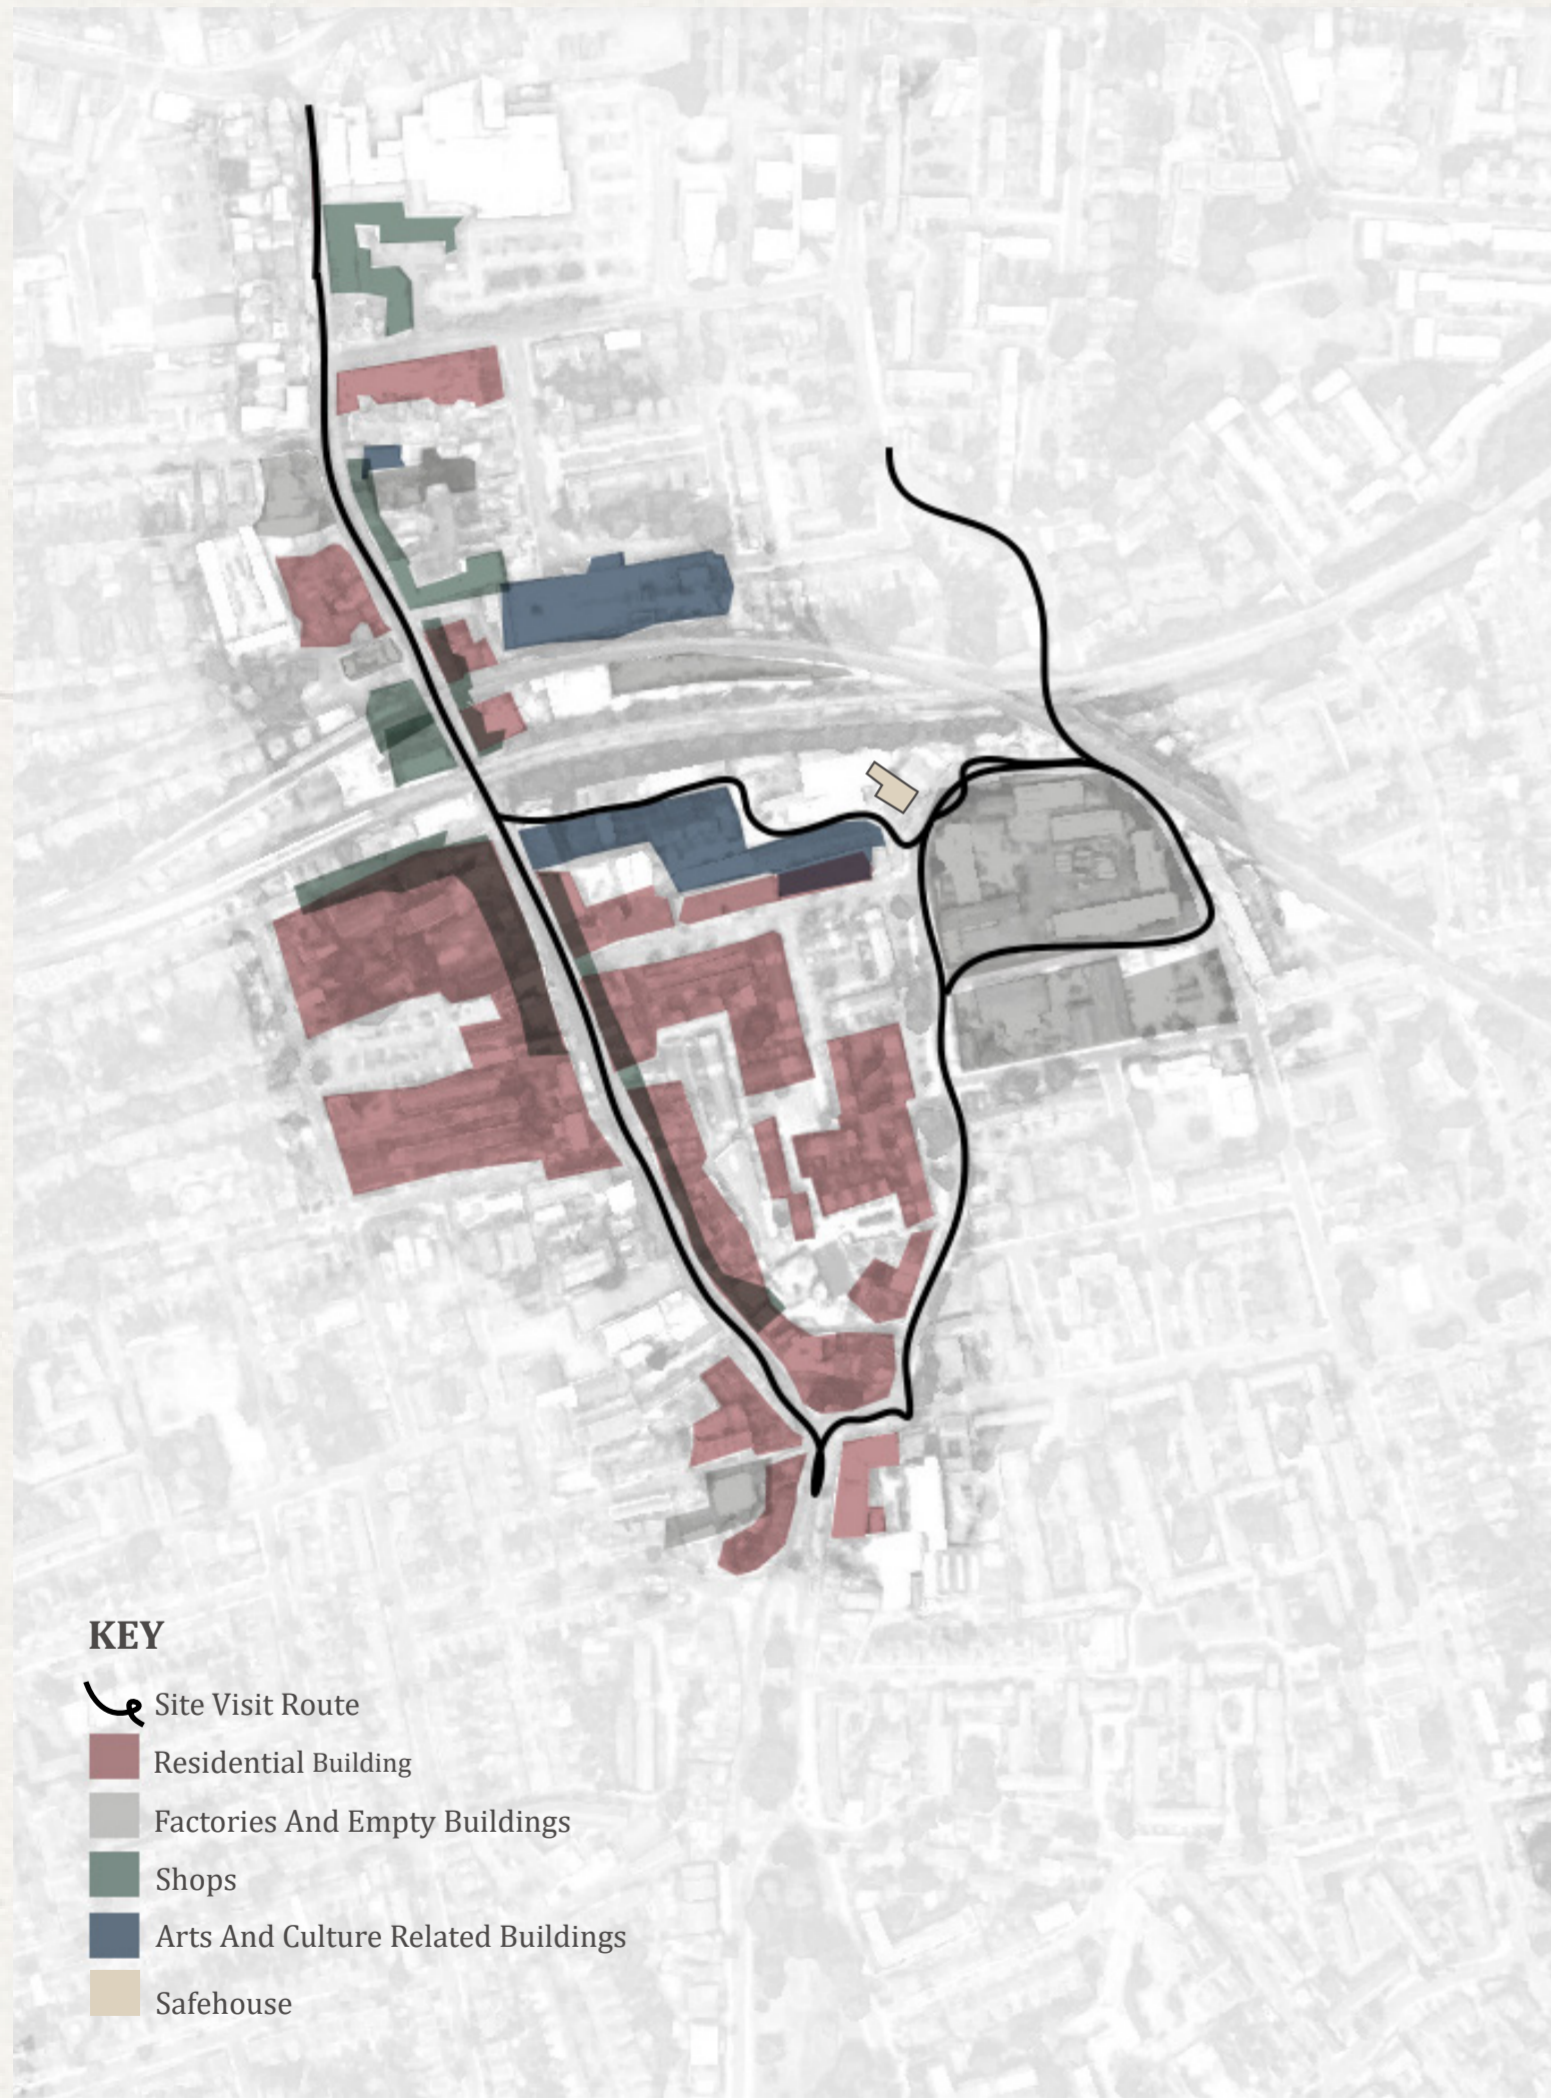 KEY
Site Visit Route
Residential Building
Factories And Empty Buildings
Shops
Arts And Culture Related Buildings
Safehouse